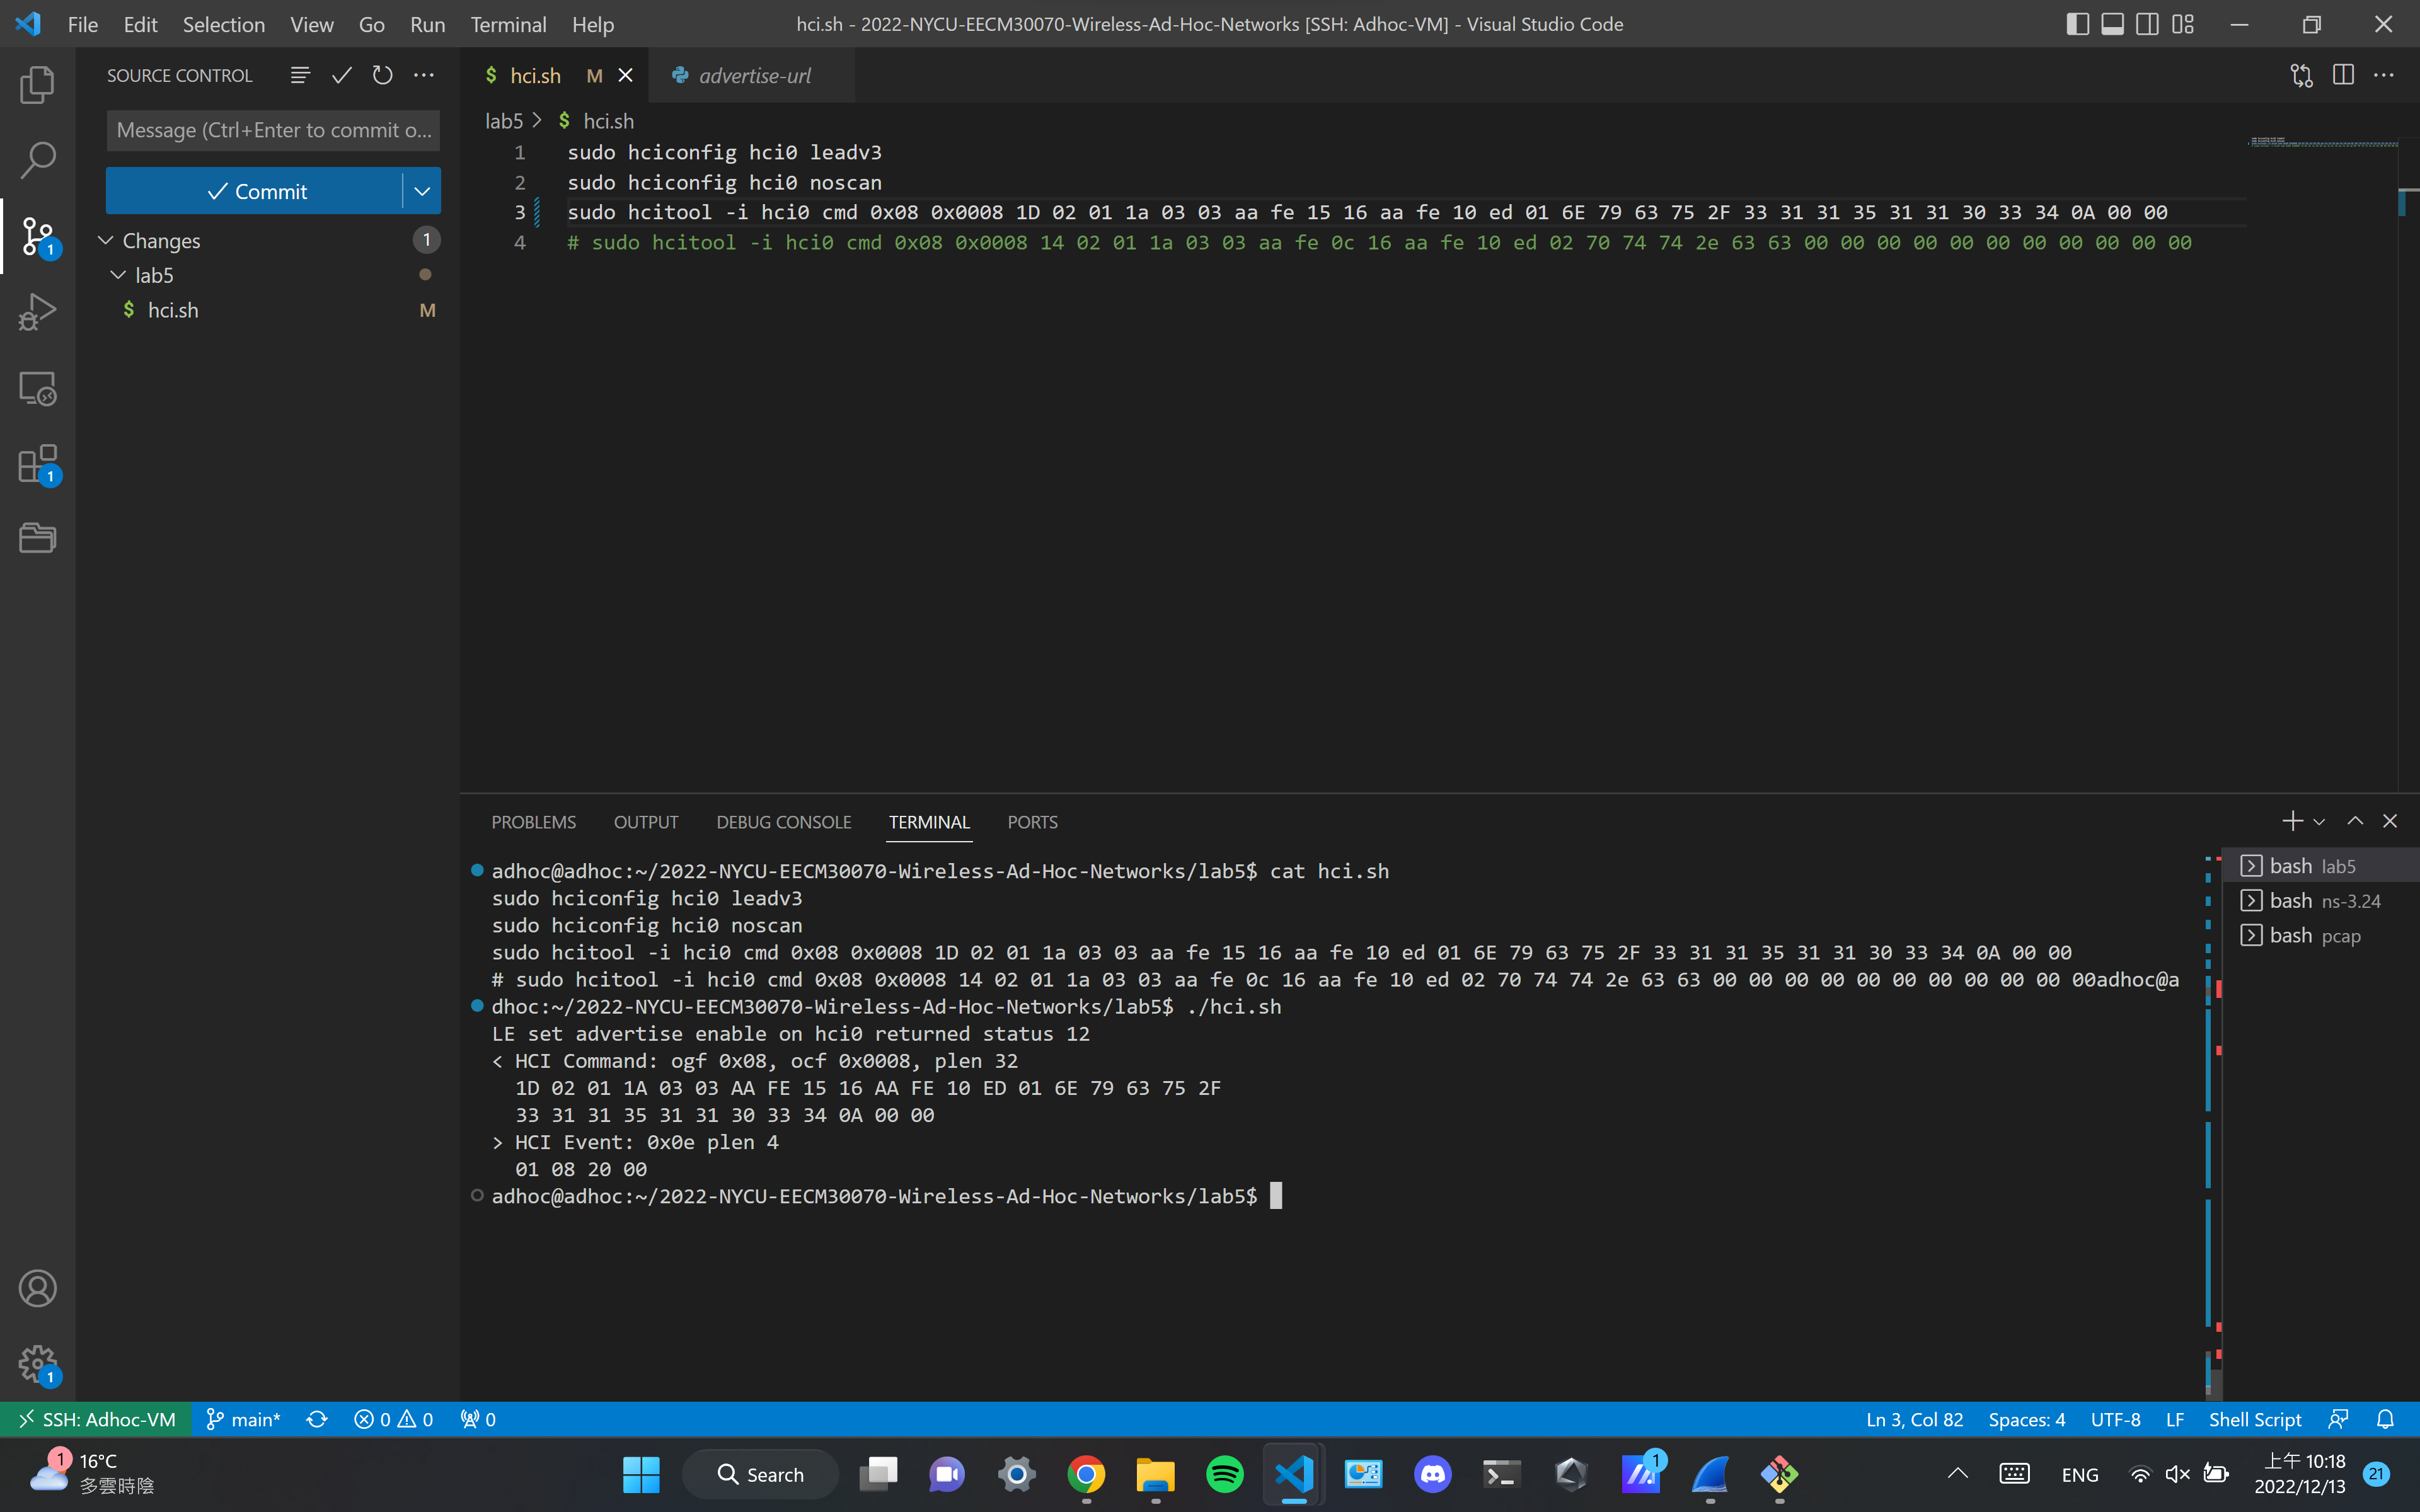 File Edit Selection View Go Run Terminal Help
hci.sh - 2022-NYCU-EECM30070-Wireless-Ad-Hoc-Networks [SSH: Adhoc-VM] - Visual Studio Code
SOURCE CONTROL
$ hci.sh M
advertise-url
Message (Ctrl+Enter to commit o...
Commit
Changes 1
lab5
$ hci.sh M
1
1
1
lab5 > $ hci.sh
1 sudo hciconfig hci0 leadv3
2 sudo hciconfig hci0 noscan
3 sudo hcitool -i hci0 cmd 0x08 0x0008 1D 02 01 1a 03 03 aa fe 15 16 aa fe 10 ed 01 6E 79 63 75 2F 33 31 31 35 31 31 30 33 34 0A 00 00
4 # sudo hcitool -i hci0 cmd 0x08 0x0008 14 02 01 1a 03 03 aa fe 0c 16 aa fe 10 ed 02 70 74 74 2e 63 63 00 00 00 00 00 00 00 00 00 00 00
PROBLEMS OUTPUT DEBUG CONSOLE TERMINAL PORTS
adhoc@adhoc:~/2022-NYCU-EECM30070-Wireless-Ad-Hoc-Networks/lab5$ cat hci.sh
sudo hciconfig hci0 leadv3
sudo hciconfig hci0 noscan
sudo hcitool -i hci0 cmd 0x08 0x0008 1D 02 01 1a 03 03 aa fe 15 16 aa fe 10 ed 01 6E 79 63 75 2F 33 31 31 35 31 31 30 33 34 0A 00 00
# sudo hcitool -i hci0 cmd 0x08 0x0008 14 02 01 1a 03 03 aa fe 0c 16 aa fe 10 ed 02 70 74 74 2e 63 63 00 00 00 00 00 00 00 00 00 00 00adhoc@a
dhoc:~/2022-NYCU-EECM30070-Wireless-Ad-Hoc-Networks/lab5$ ./hci.sh
LE set advertise enable on hci0 returned status 12
< HCI Command: ogf 0x08, ocf 0x0008, plen 32
1D 02 01 1A 03 03 AA FE 15 16 AA FE 10 ED 01 6E 79 63 75 2F
33 31 31 35 31 31 30 33 34 0A 00 00
> HCI Event: 0x0e plen 4
01 08 20 00
adhoc@adhoc:~/2022-NYCU-EECM30070-Wireless-Ad-Hoc-Networks/lab5$
bash lab5
bash ns-3.24
bash pcap
SSH: Adhoc-VM main* 0 0 0
Ln 3, Col 82 Spaces: 4 UTF-8 LF Shell Script
1
16°C
多雲時陰
Search
1
ENG
上午 10:18
2022/12/13
21